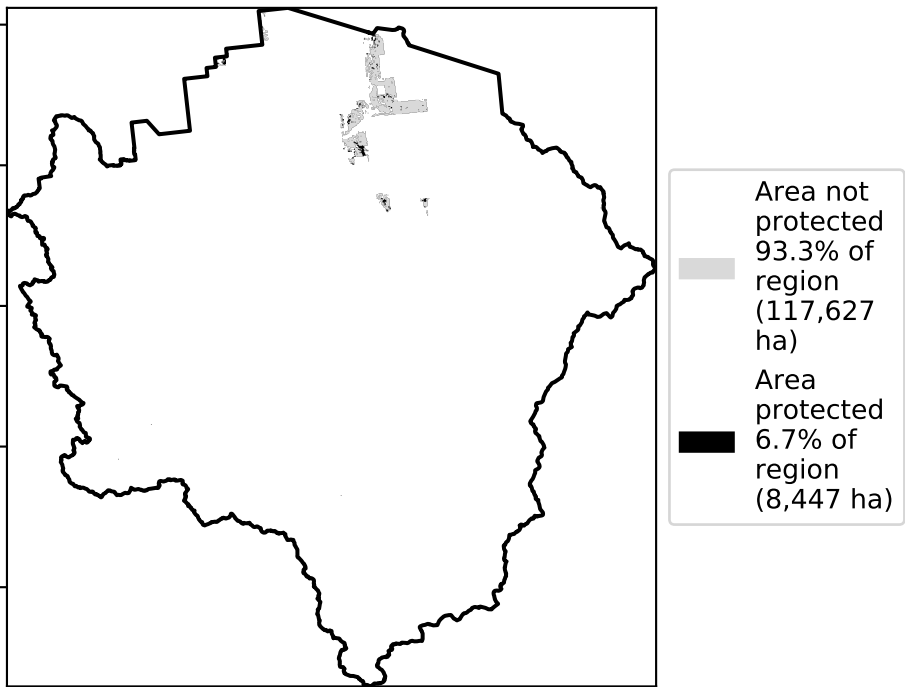 Area not
protected
93.3% of
region
(117,627
ha)
Area
protected
6.7% of
region
(8,447 ha)